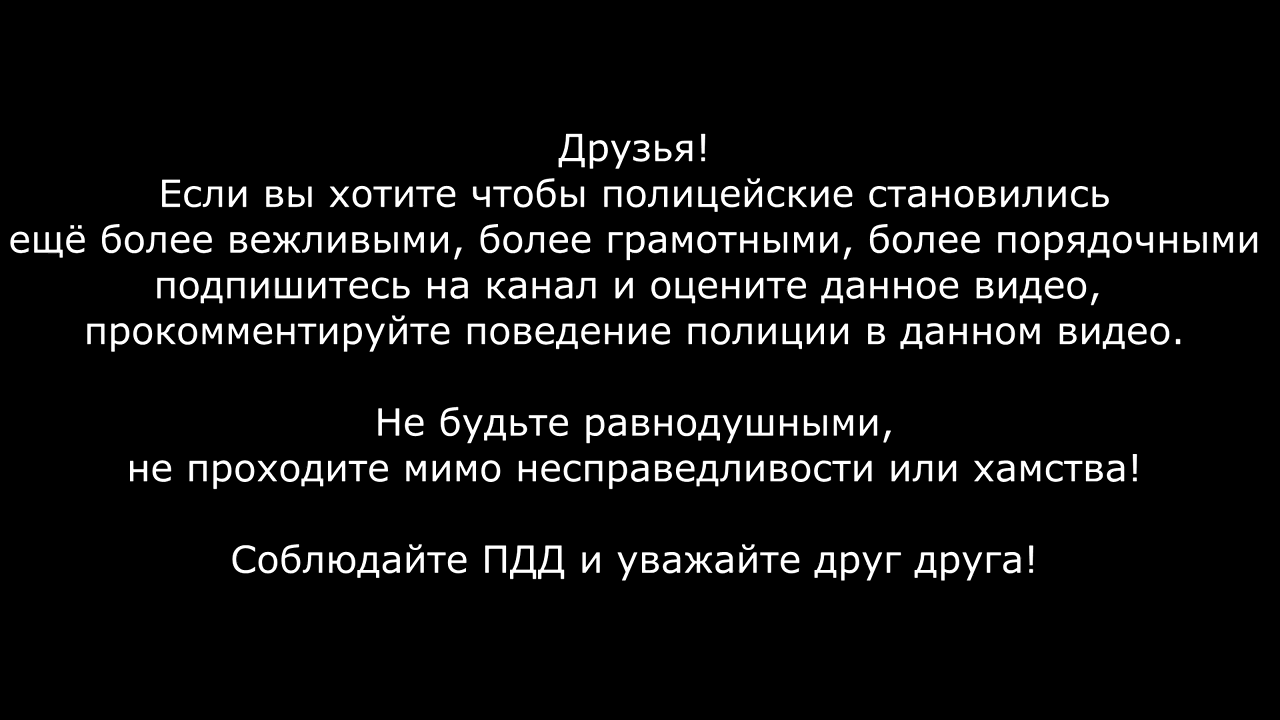 Друзья!
Если вы хотите чтобы полицейские становились
ещё более вежливыми, более грамотными, более порядочными
подпишитесь на канал и оцените данное видео,
прокомментируйте поведение полиции в данном видео.
Не будьте равнодушными,
не проходите мимо несправедливости или хамства!
Соблюдайте ПДД и уважайте друг друга!